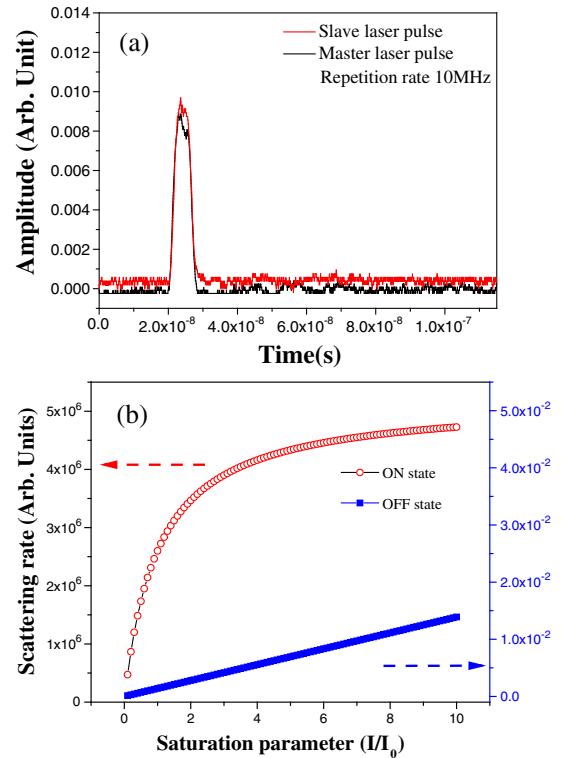 (a)
Slave laser pulse
Master laser pulse
Repetition rate 10MHz
Amplitude (Arb. Unit)
0.014
0.012
0.010
0.008
0.006
0.004
0.002
0.000
0.0 2.0x10⁻⁸ 4.0x10⁻⁸ 6.0x10⁻⁸ 8.0x10⁻⁸ 1.0x10⁻⁷
Time(s)
(b)
ON state
OFF state
Scattering rate (Arb. Units)
5x10⁶
4x10⁶
3x10⁶
2x10⁶
1x10⁶
0
5.0x10⁻²
4.0x10⁻²
3.0x10⁻²
2.0x10⁻²
1.0x10⁻²
0.0
0 2 4 6 8 10
Saturation parameter (I/I₀)